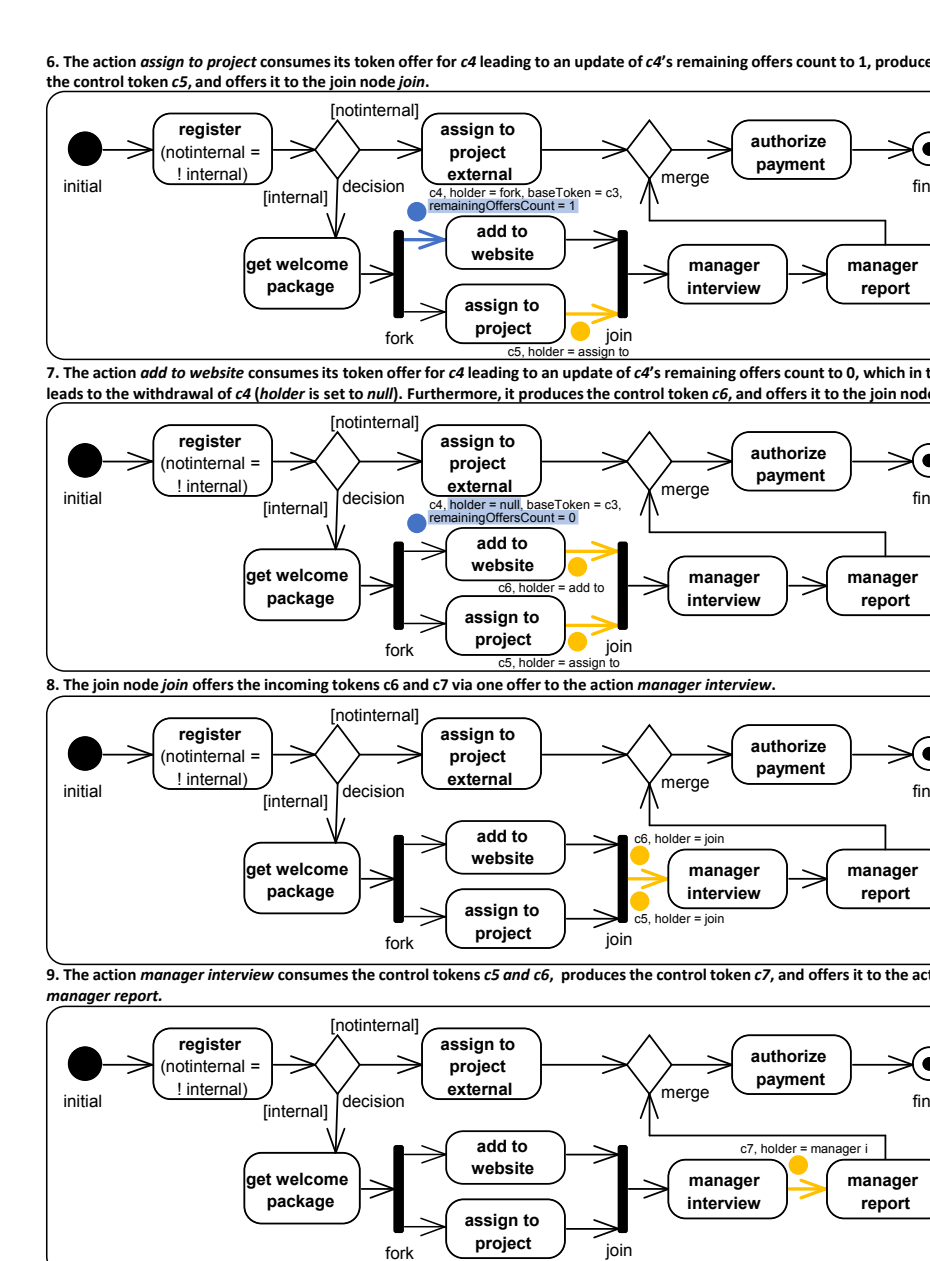 6. The action assign to project consumes its token offer for c4 leading to an update of c4's remaining offers count to 1, produce
the control token c5, and offers it to the join node join.
[notinternal]
register
(notinternal =
! internal)
assign to
project
external
authorize
payment
initial
decision
merge
fin
[internal]
c4, holder = fork, baseToken = c3,
remainingOffersCount = 1
add to
website
get welcome
package
manager
interview
manager
report
assign to
project
fork
join
c5, holder = assign to
7. The action add to website consumes its token offer for c4 leading to an update of c4's remaining offers count to 0, which in t
leads to the withdrawal of c4 (holder is set to null). Furthermore, it produces the control token c6, and offers it to the join node
[notinternal]
register
(notinternal =
! internal)
assign to
project
external
authorize
payment
initial
decision
merge
fin
[internal]
c4, holder = null, baseToken = c3,
remainingOffersCount = 0
add to
website
get welcome
package
c6, holder = add to
manager
interview
manager
report
assign to
project
fork
join
c5, holder = assign to
8. The join node join offers the incoming tokens c6 and c7 via one offer to the action manager interview.
[notinternal]
register
(notinternal =
! internal)
assign to
project
external
authorize
payment
initial
decision
merge
fin
[internal]
add to
website
c6, holder = join
get welcome
package
manager
interview
manager
report
assign to
project
c5, holder = join
fork
join
9. The action manager interview consumes the control tokens c5 and c6, produces the control token c7, and offers it to the act
manager report.
[notinternal]
register
(notinternal =
! internal)
assign to
project
external
authorize
payment
initial
decision
merge
fin
[internal]
add to
website
c7, holder = manager i
get welcome
package
manager
interview
manager
report
assign to
project
fork
join